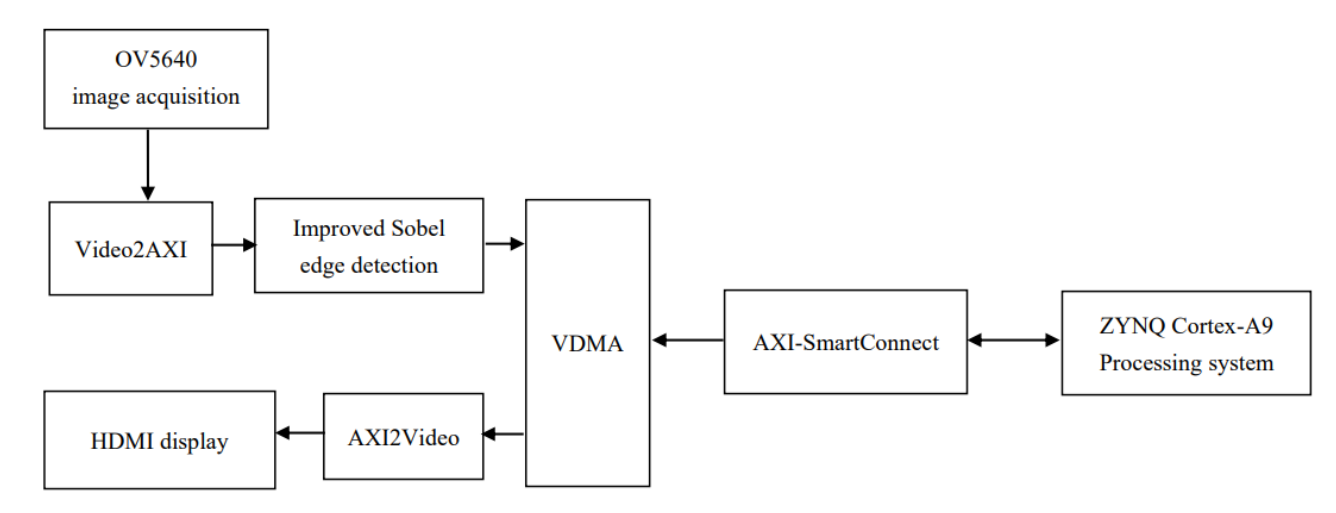 OV5640
image acquisition
Video2AXI
Improved Sobel
edge detection
VDMA
AXI-SmartConnect
ZYNQ Cortex-A9
Processing system
HDMI display
AXI2Video